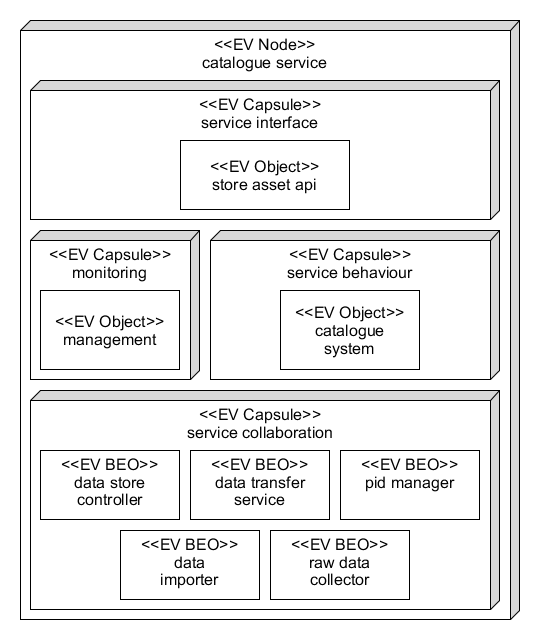 <<EV Node>>
catalogue service
<<EV Capsule>>
service interface
<<EV Object>>
store asset api
<<EV Capsule>>
monitoring
<<EV Object>>
management
<<EV Capsule>>
service behaviour
<<EV Object>>
catalogue
system
<<EV Capsule>>
service collaboration
<<EV BEO>>
data store
controller
<<EV BEO>>
data transfer
service
<<EV BEO>>
pid manager
<<EV BEO>>
data
importer
<<EV BEO>>
raw data
collector